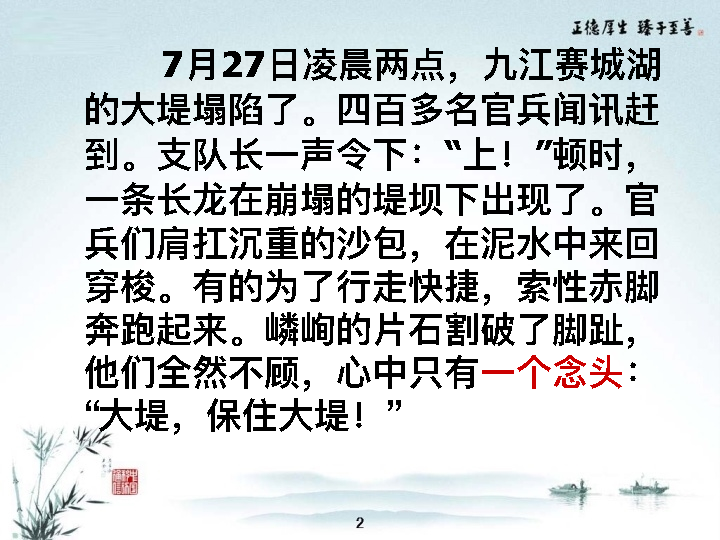 正德厚生 臻于至善
7月27日凌晨两点，九江赛城湖
的大堤塌陷了。四百多名官兵闻讯赶
到。支队长一声令下：“上！”顿时，
一条长龙在崩塌的堤坝下出现了。官
兵们肩扛沉重的沙包，在泥水中来回
穿梭。有的为了行走快捷，索性赤脚
奔跑起来。嶙峋的片石割破了脚趾，
他们全然不顾，心中只有一个念头：
“大堤，保住大堤！”
2